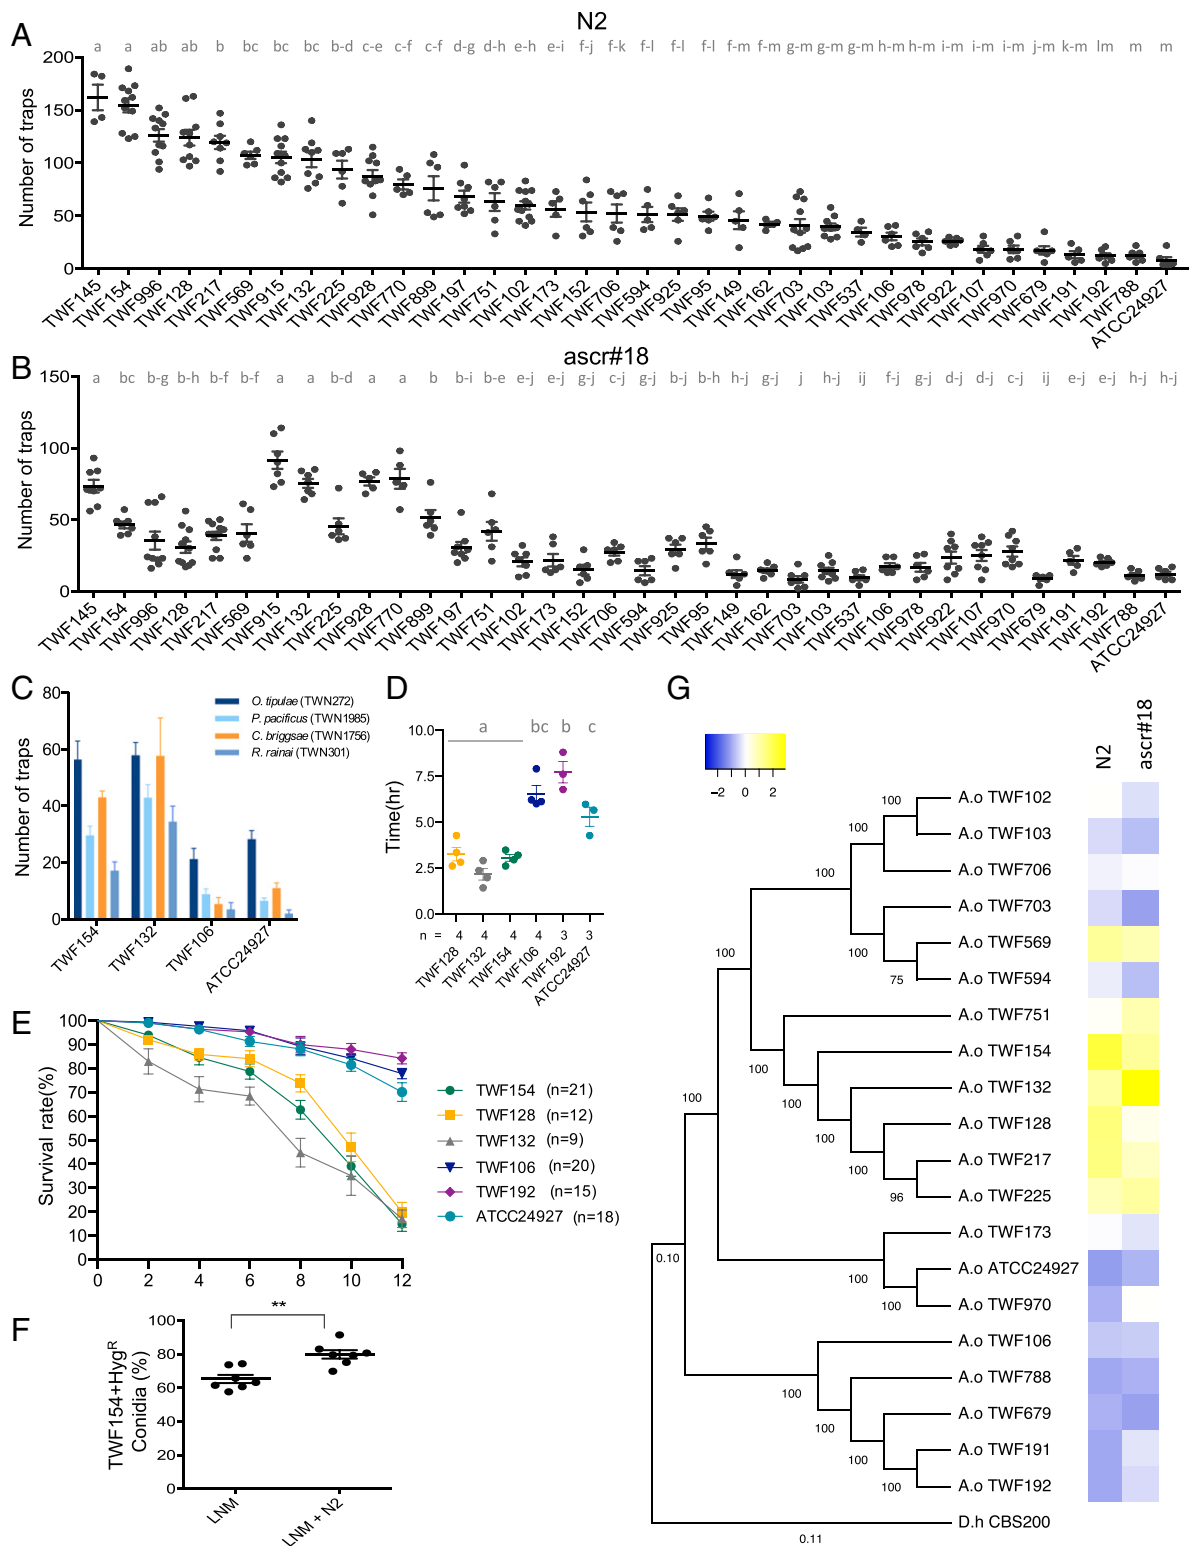 A
N2
a a ab ab b bc bc bc b-d c-e c-f c-f d-g d-h e-h e-i f-j f-k f-l f-l f-l f-m f-m g-m g-m g-m h-m h-m i-m i-m i-m j-m k-m lm m m
Number of traps
200
150
100
50
0
TWF145 TWF154 TWF996 TWF128 TWF217 TWF569 TWF915 TWF132 TWF225 TWF928 TWF770 TWF899 TWF197 TWF751 TWF102 TWF173 TWF152 TWF706 TWF594 TWF925 TWF95 TWF149 TWF162 TWF703 TWF103 TWF537 TWF106 TWF978 TWF922 TWF107 TWF970 TWF679 TWF191 TWF192 TWF788 ATCC24927
B
ascr#18
a bc b-g b-h b-f b-f a a b-d a a b b-i b-e e-j e-j g-j c-j g-j b-j b-h h-j g-j j h-j ij f-j g-j d-j d-j c-j ij e-j e-j h-j h-j
Number of traps
150
100
50
0
TWF145 TWF154 TWF996 TWF128 TWF217 TWF569 TWF915 TWF132 TWF225 TWF928 TWF770 TWF899 TWF197 TWF751 TWF102 TWF173 TWF152 TWF706 TWF594 TWF925 TWF95 TWF149 TWF162 TWF703 TWF103 TWF537 TWF106 TWF978 TWF922 TWF107 TWF970 TWF679 TWF191 TWF192 TWF788 ATCC24927
C
Number of traps
80
60
40
20
0
O. tipulae (TWN272)
P. pacificus (TWN1985)
C. briggsae (TWN1756)
R. rainai (TWN301)
TWF154 TWF132 TWF106 ATCC24927
D
a bc b c
Time(hr)
10.0
7.5
5.0
2.5
0.0
n = 4 4 4 4 3 3
TWF128 TWF132 TWF154 TWF106 TWF192 ATCC24927
E
Survival rate(%)
100
90
80
70
60
50
40
30
20
10
0
0 2 4 6 8 10 12
TWF154 (n=21)
TWF128 (n=12)
TWF132 (n=9)
TWF106 (n=20)
TWF192 (n=15)
ATCC24927 (n=18)
F
**
TWF154+HygR
Conidia (%)
100
80
60
40
20
0
LNM LNM + N2
G
−2 0 2
N2 ascr#18
A.o TWF102
A.o TWF103
A.o TWF706
A.o TWF703
A.o TWF569
A.o TWF594
A.o TWF751
A.o TWF154
A.o TWF132
A.o TWF128
A.o TWF217
A.o TWF225
A.o TWF173
A.o ATCC24927
A.o TWF970
A.o TWF106
A.o TWF788
A.o TWF679
A.o TWF191
A.o TWF192
D.h CBS200
100
100
100
100
75
100
100
100
100
96
100
100
0.10
100
100
100
100
0.11